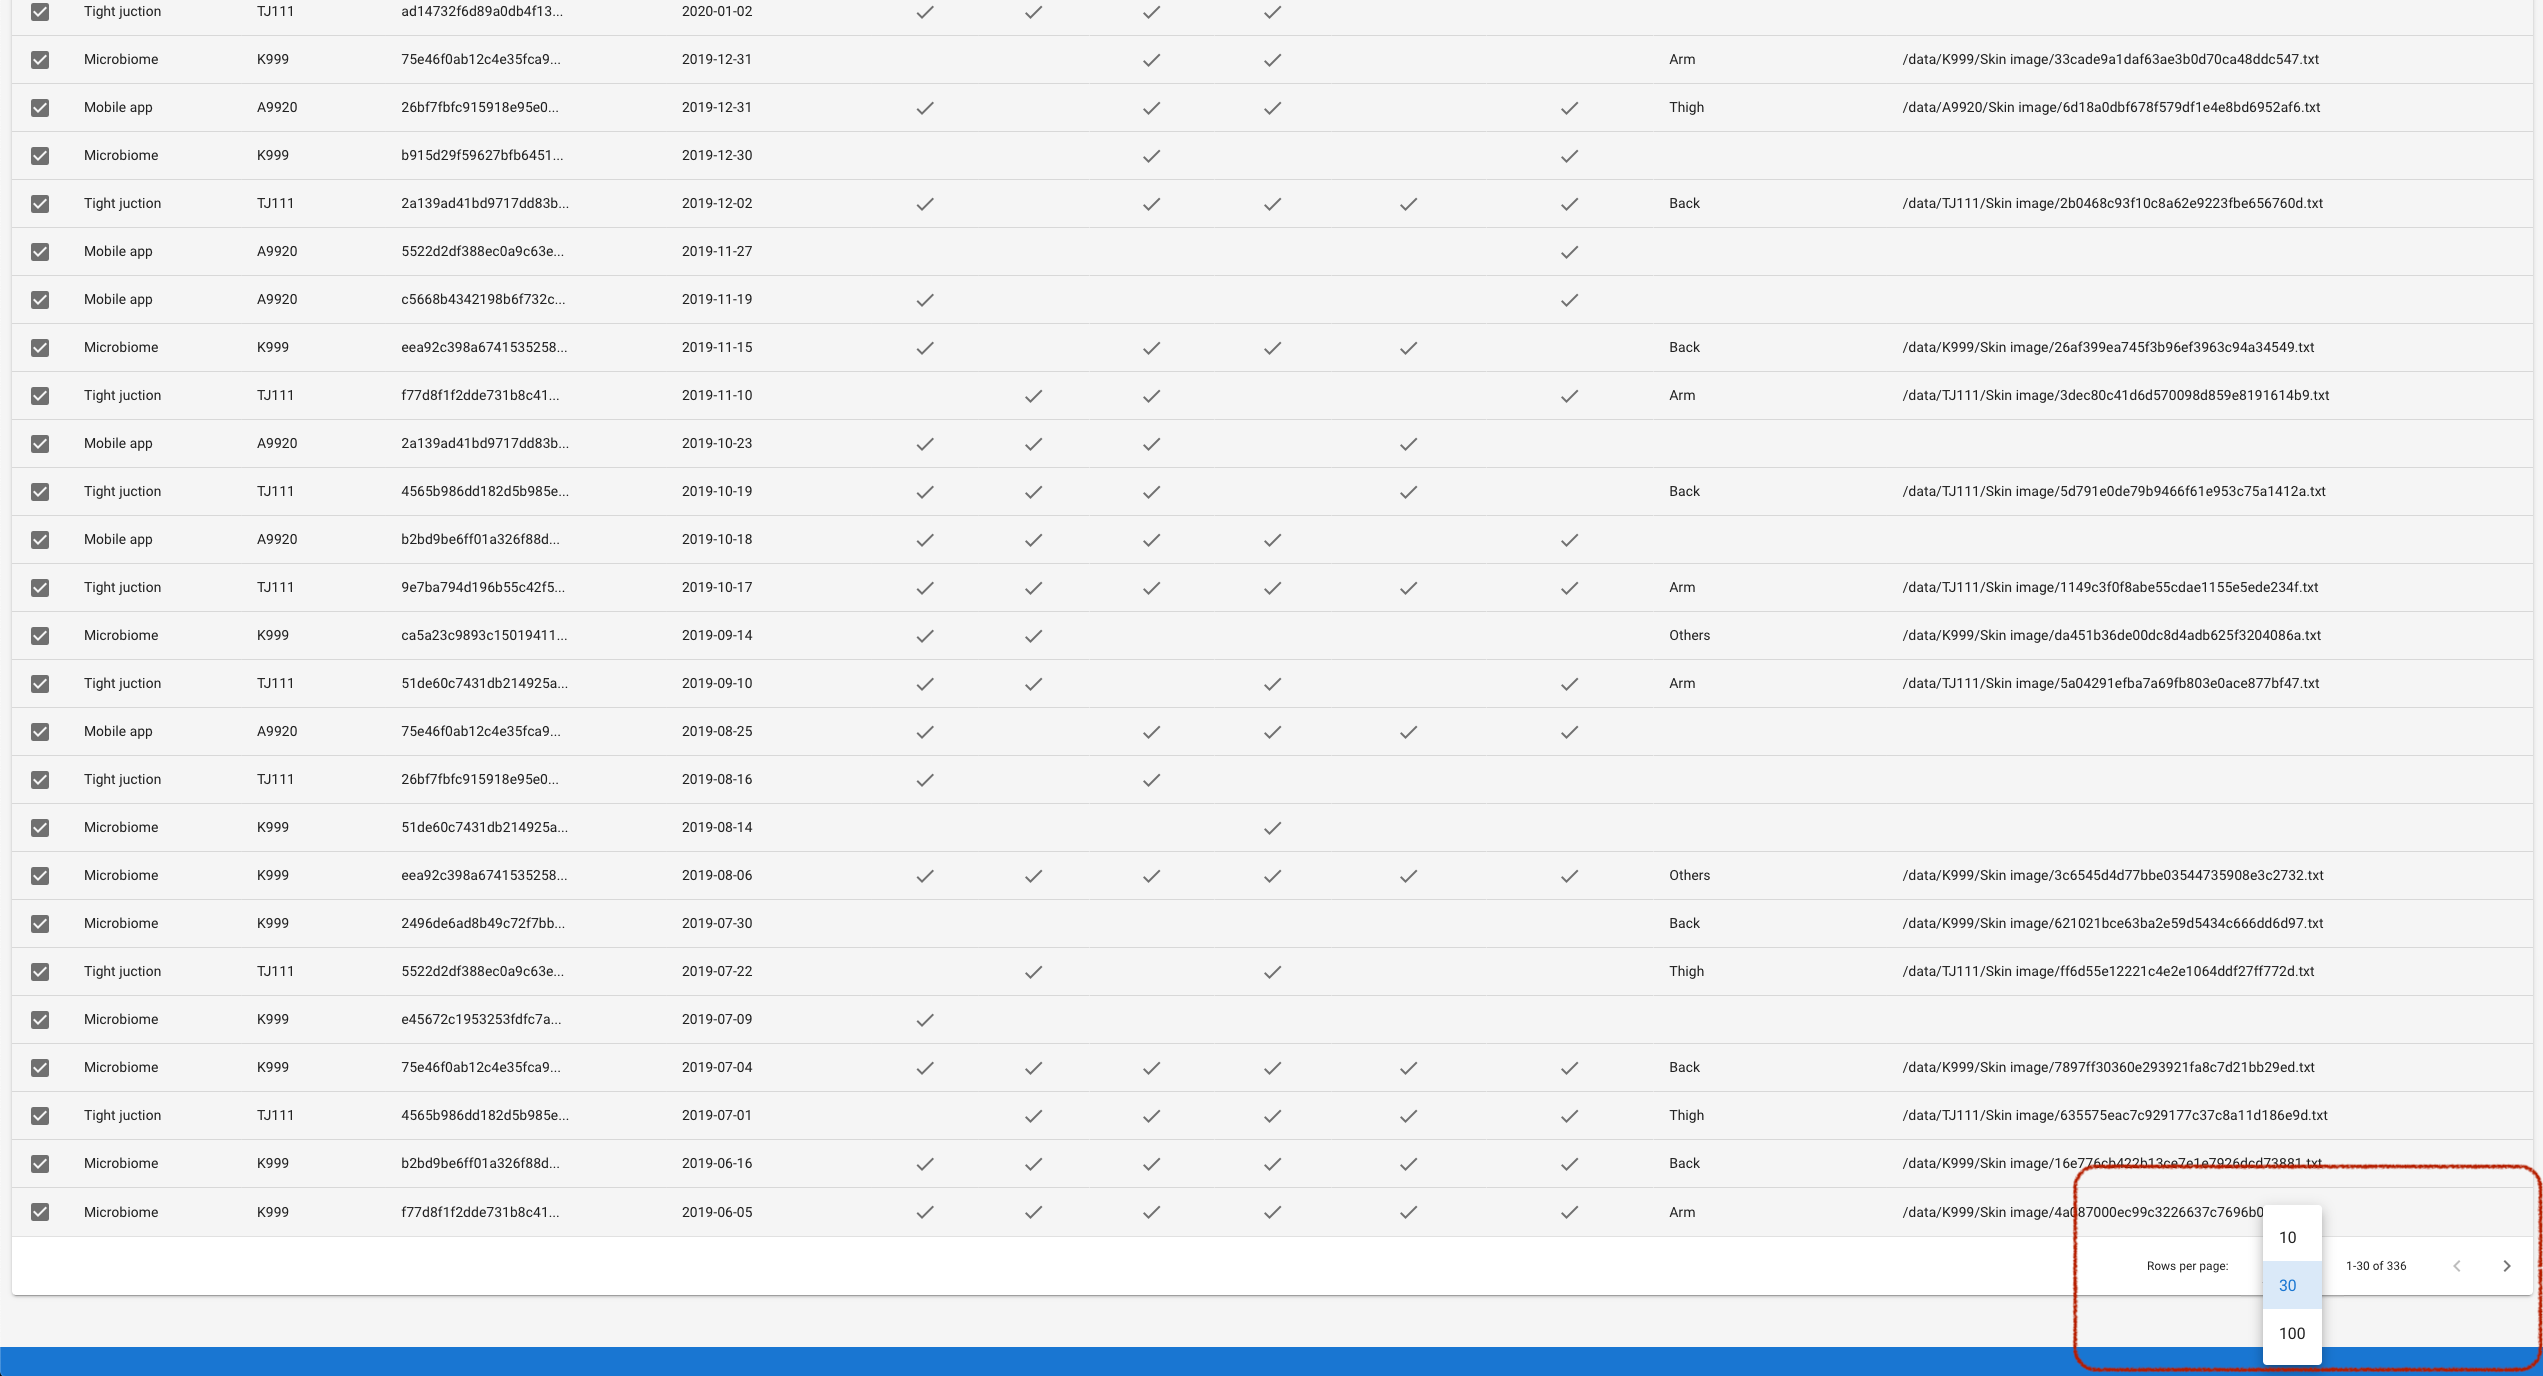 Tight juction TJ111 ad14732f6d89a0db4f13... 2020-01-02
Microbiome K999 75e46f0ab12c4e35fca9... 2019-12-31 Arm /data/K999/Skin image/33cade9a1daf63ae3b0d70ca48ddc547.txt
Mobile app A9920 26bf7fbfc915918e95e0... 2019-12-31 Thigh /data/A9920/Skin image/6d18a0dbf678f579df1e4e8bd6952af6.txt
Microbiome K999 b915d29f59627bfb6451... 2019-12-30
Tight juction TJ111 2a139ad41bd9717dd83b... 2019-12-02 Back /data/TJ111/Skin image/2b0468c93f10c8a62e9223fbe656760d.txt
Mobile app A9920 5522d2df388ec0a9c63e... 2019-11-27
Mobile app A9920 c5668b4342198b6f732c... 2019-11-19
Microbiome K999 eea92c398a6741535258... 2019-11-15 Back /data/K999/Skin image/26af399ea745f3b96ef3963c94a34549.txt
Tight juction TJ111 f77d8f1f2dde731b8c41... 2019-11-10 Arm /data/TJ111/Skin image/3dec80c41d6d570098d859e8191614b9.txt
Mobile app A9920 2a139ad41bd9717dd83b... 2019-10-23
Tight juction TJ111 4565b986dd182d5b985e... 2019-10-19 Back /data/TJ111/Skin image/5d791e0de79b9466f61e953c75a1412a.txt
Mobile app A9920 b2bd9be6ff01a326f88d... 2019-10-18
Tight juction TJ111 9e7ba794d196b55c42f5... 2019-10-17 Arm /data/TJ111/Skin image/1149c3f0f8abe55cdae1155e5ede234f.txt
Microbiome K999 ca5a23c9893c15019411... 2019-09-14 Others /data/K999/Skin image/da451b36de00dc8d4adb625f3204086a.txt
Tight juction TJ111 51de60c7431db214925a... 2019-09-10 Arm /data/TJ111/Skin image/5a04291efba7a69fb803e0ace877bf47.txt
Mobile app A9920 75e46f0ab12c4e35fca9... 2019-08-25
Tight juction TJ111 26bf7fbfc915918e95e0... 2019-08-16
Microbiome K999 51de60c7431db214925a... 2019-08-14
Microbiome K999 eea92c398a6741535258... 2019-08-06 Others /data/K999/Skin image/3c6545d4d77bbe03544735908e3c2732.txt
Microbiome K999 2496de6ad8b49c72f7bb... 2019-07-30 Back /data/K999/Skin image/621021bce63ba2e59d5434c666dd6d97.txt
Tight juction TJ111 5522d2df388ec0a9c63e... 2019-07-22 Thigh /data/TJ111/Skin image/ff6d55e12221c4e2e1064ddf27ff772d.txt
Microbiome K999 e45672c1953253fdfc7a... 2019-07-09
Microbiome K999 75e46f0ab12c4e35fca9... 2019-07-04 Back /data/K999/Skin image/7897ff30360e293921fa8c7d21bb29ed.txt
Tight juction TJ111 4565b986dd182d5b985e... 2019-07-01 Thigh /data/TJ111/Skin image/635575eac7c929177c37c8a11d186e9d.txt
Microbiome K999 b2bd9be6ff01a326f88d... 2019-06-16 Back /data/K999/Skin image/16e776cb422b13ce7e1e7926dcd73881.txt
Microbiome K999 f77d8f1f2dde731b8c41... 2019-06-05 Arm /data/K999/Skin image/4a087000ec99c3226637c7696b0
10
Rows per page: 1-30 of 336
30
100